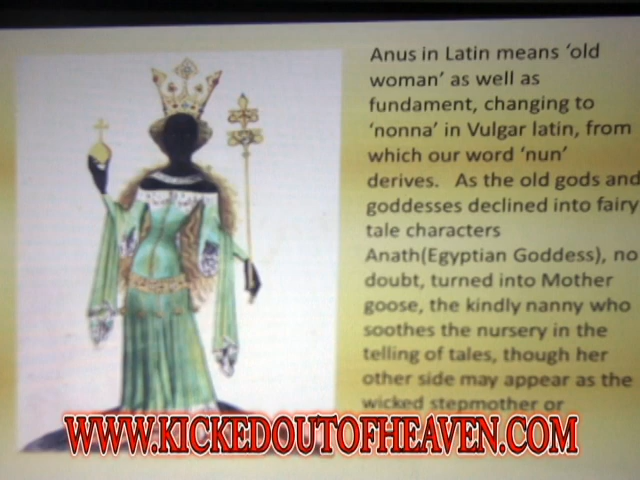 Anus in Latin means ‘old
woman’ as well as
fundament, changing to
‘nonna’ in Vulgar latin, from
which our word ‘nun’
derives.   As the old gods and
goddesses declined into fairy
tale characters
Anath(Egyptian Goddess), no
doubt, turned into Mother
goose, the kindly nanny who
soothes the nursery in the
telling of tales, though her
other side may appear as the
wicked stepmother or
WWW.KICKEDOUTOFHEAVEN.COM